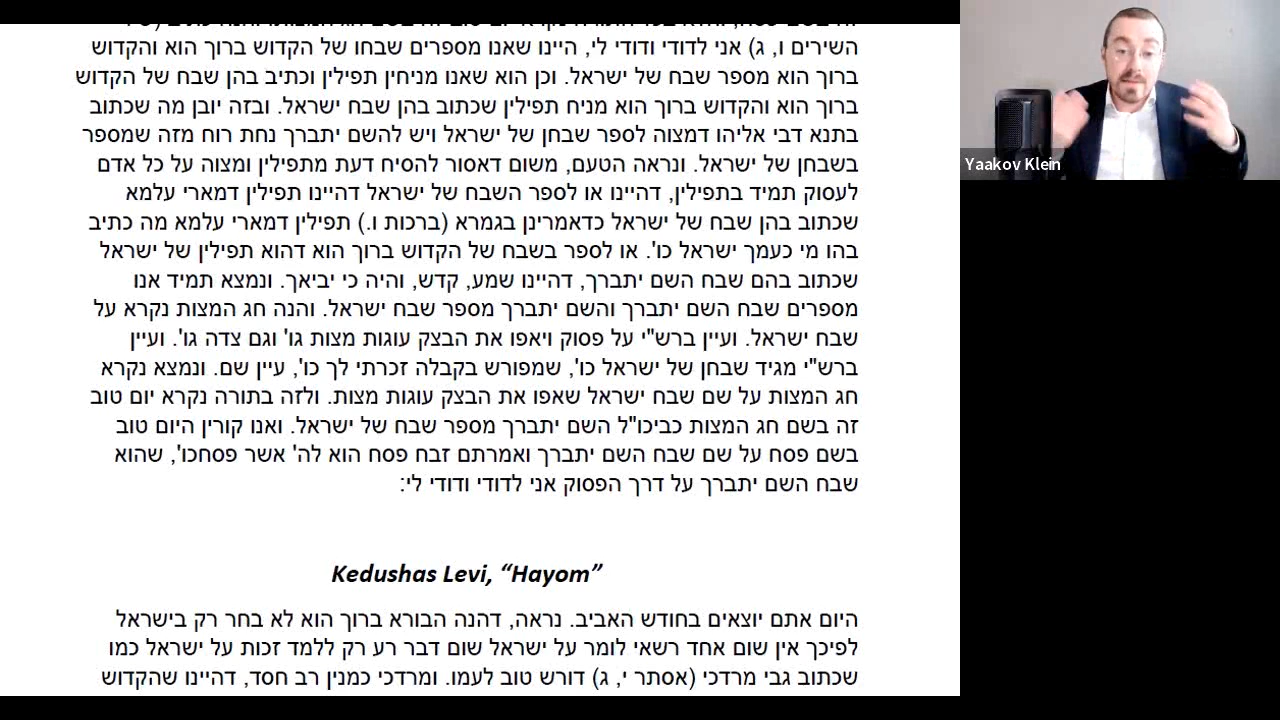 השירים ו, ג) אני לדודי ודודי לי, היינו שאנו מספרים שבחו של הקדוש ברוך הוא והקדוש
ברוך הוא מספר שבח של ישראל. וכן הוא שאנו מניחין תפילין וכתיב בהן שבח של הקדוש
ברוך הוא והקדוש ברוך הוא מניח תפילין שכתוב בהן שבח ישראל. ובזה יובן מה שכתוב
בתנא דבי אליהו דמצוה לספר שבחן של ישראל ויש להשם יתברך נחת רוח מזה שמספר
בשבחן של ישראל. ונראה הטעם, משום דאסור להסיח דעת מתפילין ומצוה על כל אדם
לעסוק תמיד בתפילין, דהיינו או לספר השבח של ישראל דהיינו תפילין דמארי עלמא
שכתוב בהן שבח של ישראל כדאמרינן בגמרא (ברכות ו.) תפילין דמארי עלמא מה כתיב
בהו מי כעמך ישראל כו'. או לספר בשבח של הקדוש ברוך הוא דהוא תפילין של ישראל
שכתוב בהם שבח השם יתברך, דהיינו שמע, קדש, והיה כי יביאך. ונמצא תמיד אנו
מספרים שבח השם יתברך והשם יתברך מספר שבח ישראל. והנה חג המצות נקרא על
שבח ישראל. ועיין ברש"י על פסוק ויאפו את הבצק עוגות מצות גו' וגם צדה גו'. ועיין
ברש"י מגיד שבחן של ישראל כו', שמפורש בקבלה זכרתי לך כו', עיין שם. ונמצא נקרא
חג המצות על שם שבח ישראל שאפו את הבצק עוגות מצות. ולזה בתורה נקרא יום טוב
זה בשם חג המצות כביכו"ל השם יתברך מספר שבח של ישראל. ואנו קורין היום טוב
בשם פסח על שם שבח השם יתברך ואמרתם זבח פסח הוא לה' אשר פסחכו', שהוא
שבח השם יתברך על דרך הפסוק אני לדודי ודודי לי:
Kedushas Levi, “Hayom”
היום אתם יוצאים בחודש האביב. נראה, דהנה הבורא ברוך הוא לא בחר רק בישראל
לפיכך אין שום אחד רשאי לומר על ישראל שום דבר רע רק ללמד זכות על ישראל כמו
שכתוב גבי מרדכי (אסתר י, ג) דורש טוב לעמו. ומרדכי כמנין רב חסד, דהיינו שהקדוש
Yaakov Klein